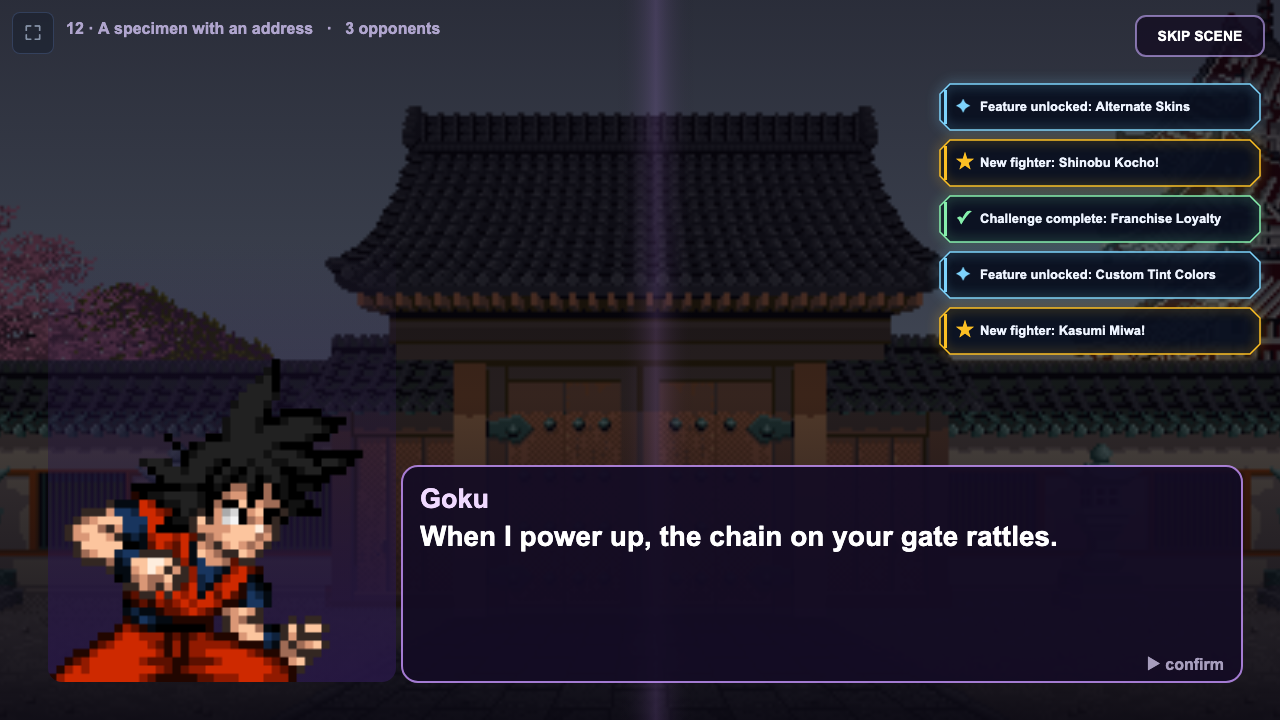 12 · A specimen with an address · 3 opponents
SKIP SCENE
Feature unlocked: Alternate Skins
New fighter: Shinobu Kocho!
Challenge complete: Franchise Loyalty
Feature unlocked: Custom Tint Colors
New fighter: Kasumi Miwa!
Goku
When I power up, the chain on your gate rattles.
▶ confirm